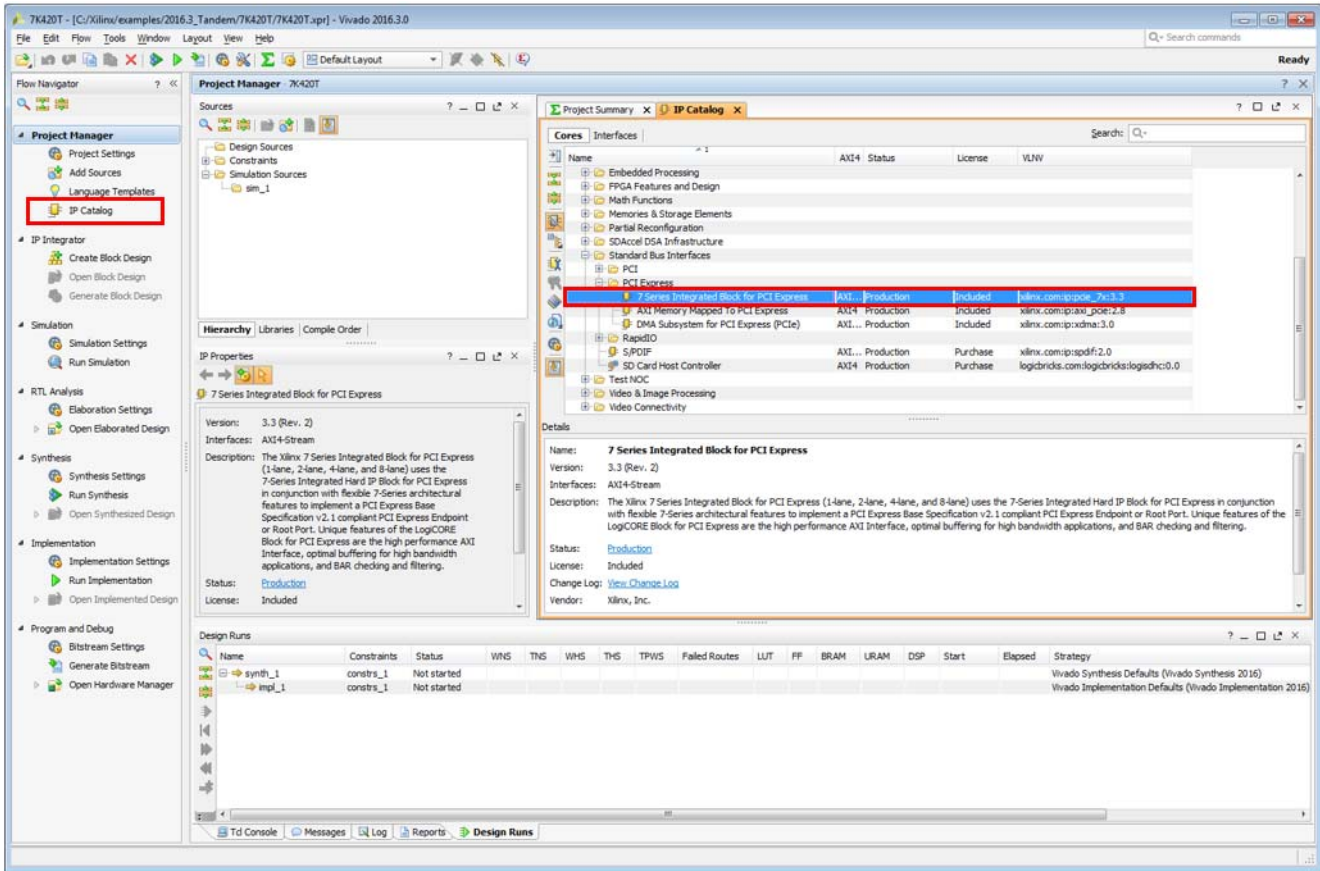 7K420T - [C:/Xilinx/examples/2016.3_Tandem/7K420T/7K420T.xpr] - Vivado 2016.3.0
File Edit Flow Tools Window Layout View Help
Search commands
Default Layout
Ready
Flow Navigator
Project Manager
Project Settings
Add Sources
Language Templates
IP Catalog
IP Integrator
Create Block Design
Open Block Design
Generate Block Design
Simulation
Simulation Settings
Run Simulation
RTL Analysis
Elaboration Settings
Open Elaborated Design
Synthesis
Synthesis Settings
Run Synthesis
Open Synthesized Design
Implementation
Implementation Settings
Run Implementation
Open Implemented Design
Program and Debug
Bitstream Settings
Generate Bitstream
Open Hardware Manager
Project Manager - 7K420T
Sources
Design Sources
Constraints
Simulation Sources
sim_1
Hierarchy Libraries Compile Order
IP Properties
7 Series Integrated Block for PCI Express
Version: 3.3 (Rev. 2)
Interfaces: AXI4-Stream
Description: The Xilinx 7 Series Integrated Block for PCI Express
(1-lane, 2-lane, 4-lane, and 8-lane) uses the
7-Series Integrated Hard IP Block for PCI Express
in conjunction with flexible 7-Series architectural
features to implement a PCI Express Base
Specification v2.1 compliant PCI Express Endpoint
or Root Port. Unique features of the LogiCORE
Block for PCI Express are the high performance AXI
Interface, optimal buffering for high bandwidth
applications, and BAR checking and filtering.
Status: Production
License: Included
Project Summary IP Catalog
Cores Interfaces
Search:
Name AXI4 Status License VLNV
Embedded Processing
FPGA Features and Design
Math Functions
Memories & Storage Elements
Partial Reconfiguration
SDAccel DSA Infrastructure
Standard Bus Interfaces
PCI
PCI Express
7 Series Integrated Block for PCI Express AXI... Production Included xilinx.com:ip:pcie_7x:3.3
AXI Memory Mapped To PCI Express AXI4 Production Included xilinx.com:ip:axi_pcie:2.8
DMA Subsystem for PCI Express (PCIe) AXI... Production Included xilinx.com:ip:xdma:3.0
RapidIO
S/PDIF AXI... Production Purchase xilinx.com:ip:spdif:2.0
SD Card Host Controller AXI4 Production Purchase logicbricks.com:logicbricks:logisdhc:0.0
Test NOC
Video & Image Processing
Video Connectivity
Details
Name: 7 Series Integrated Block for PCI Express
Version: 3.3 (Rev. 2)
Interfaces: AXI4-Stream
Description: The Xilinx 7 Series Integrated Block for PCI Express (1-lane, 2-lane, 4-lane, and 8-lane) uses the 7-Series Integrated Hard IP Block for PCI Express in conjunction
with flexible 7-Series architectural features to implement a PCI Express Base Specification v2.1 compliant PCI Express Endpoint or Root Port. Unique features of the
LogiCORE Block for PCI Express are the high performance AXI Interface, optimal buffering for high bandwidth applications, and BAR checking and filtering.
Status: Production
License: Included
Change Log: View Change Log
Vendor: Xilinx, Inc.
Design Runs
Name Constraints Status WNS TNS WHS THS TPWS Failed Routes LUT FF BRAM URAM DSP Start Elapsed Strategy
synth_1 constrs_1 Not started Vivado Synthesis Defaults (Vivado Synthesis 2016)
impl_1 constrs_1 Not started Vivado Implementation Defaults (Vivado Implementation 2016)
Tcl Console Messages Log Reports Design Runs